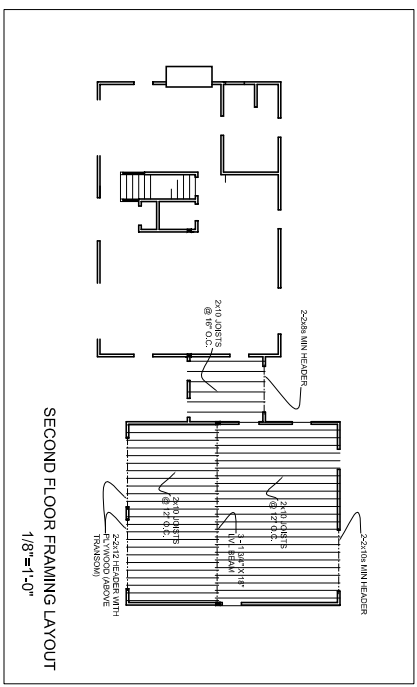 2-2x8s MIN HEADER
2x10 JOISTS
@ 16" O.C.
2-2x10s MIN HEADER
2x10 JOISTS
@ 12" O.C.
3 - 1 3/4" X 18"
LVL BEAM
2x10 JOISTS
@ 12" O.C.
2-2x12 HEADER WITH
PLYWOOD (ABOVE
TRANSOM)
SECOND FLOOR FRAMING LAYOUT
1/8"=1'-0"